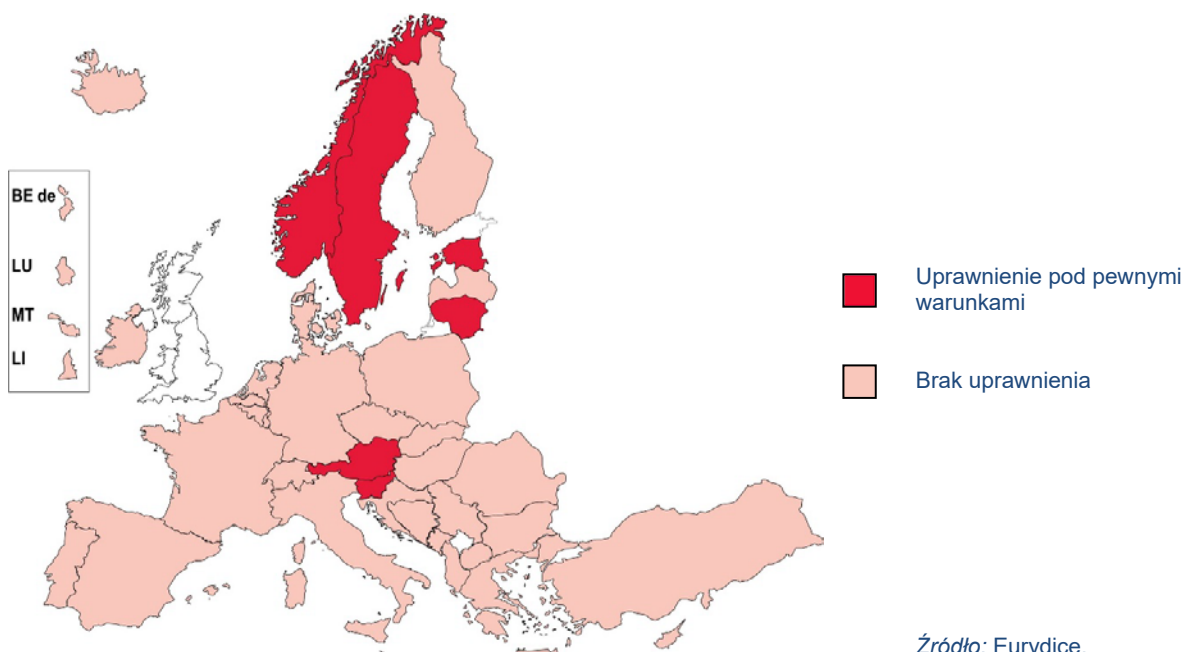 BE de
LU
MT
LI
Uprawnienie pod pewnymi
warunkami
Brak uprawnienia
Źródło: Eurydice.